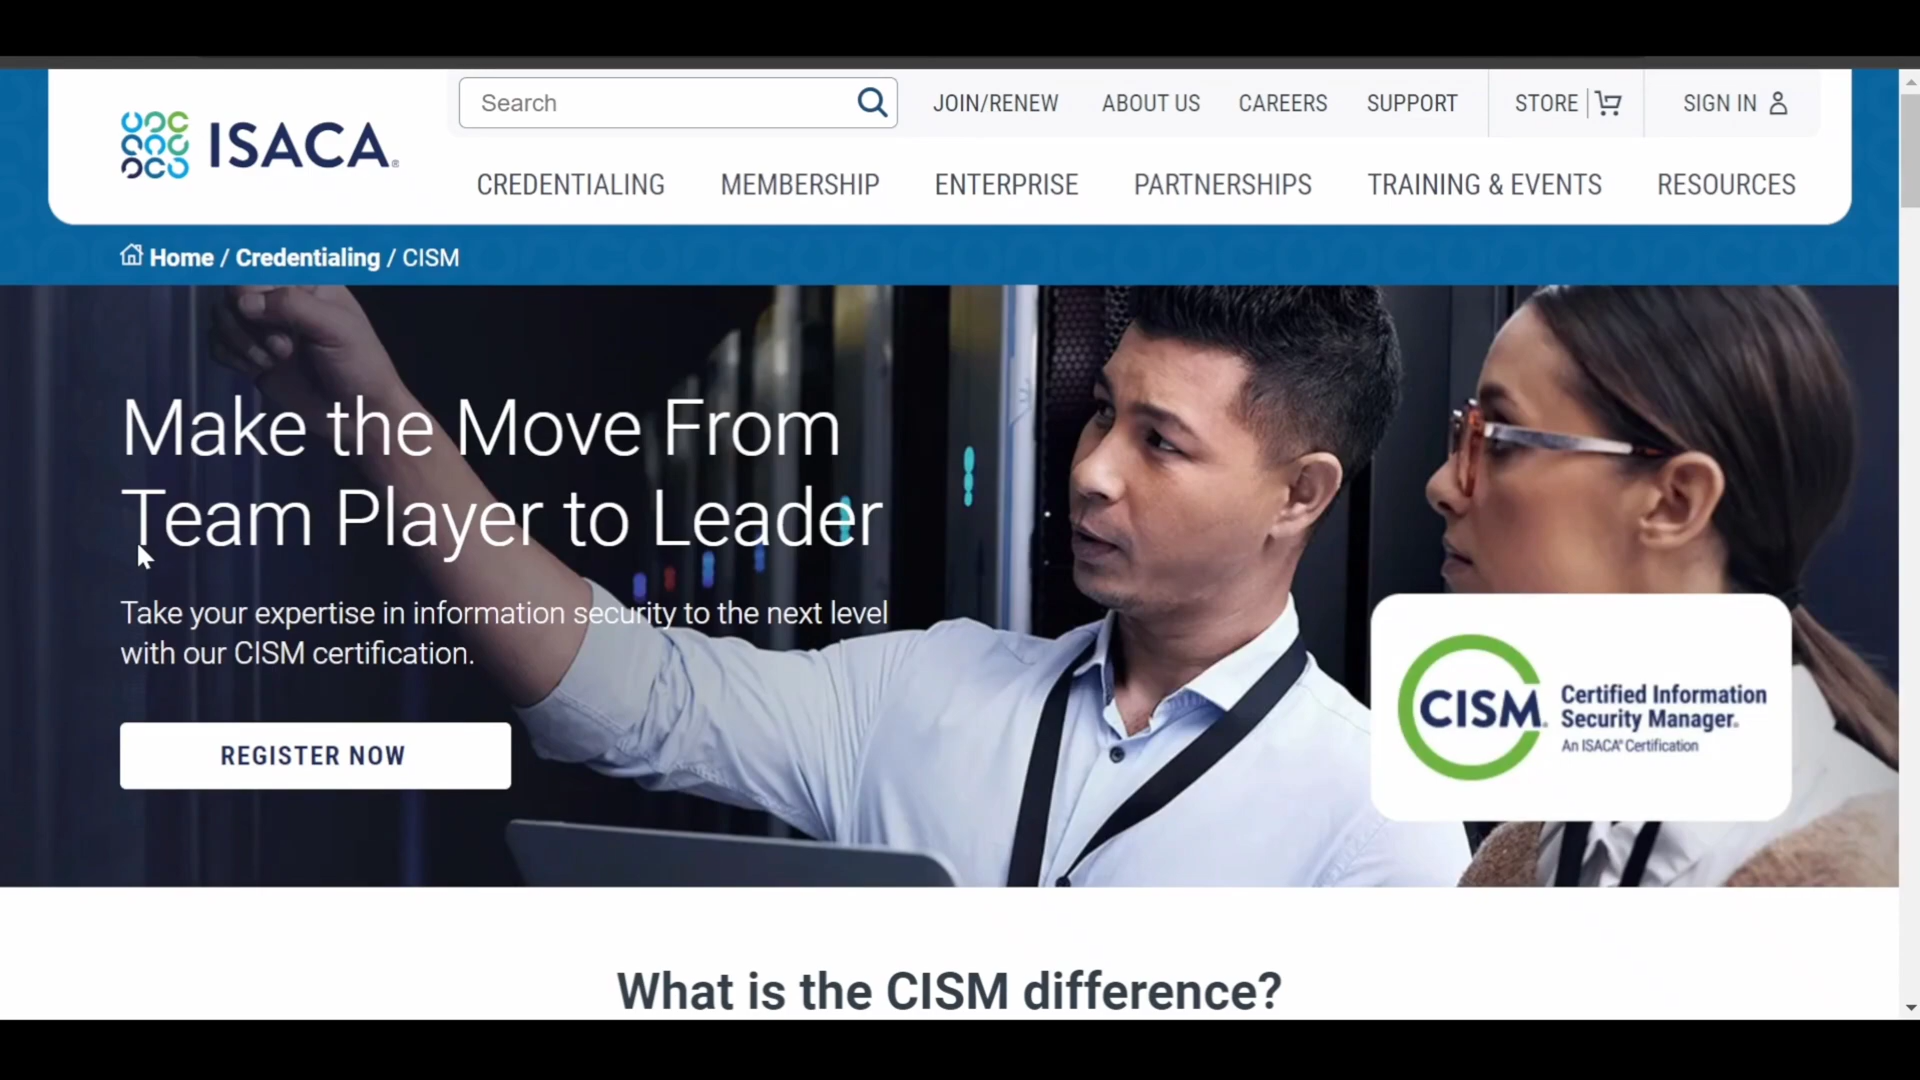 Search
JOIN/RENEW
ABOUT US
CAREERS
SUPPORT
STORE
SIGN IN
ISACA®
CREDENTIALING
MEMBERSHIP
ENTERPRISE
PARTNERSHIPS
TRAINING & EVENTS
RESOURCES
Home / Credentialing / CISM
Make the Move From
Team Player to Leader
Take your expertise in information security to the next level
with our CISM certification.
REGISTER NOW
CISM®
Certified Information
Security Manager®
An ISACA® Certification
What is the CISM difference?